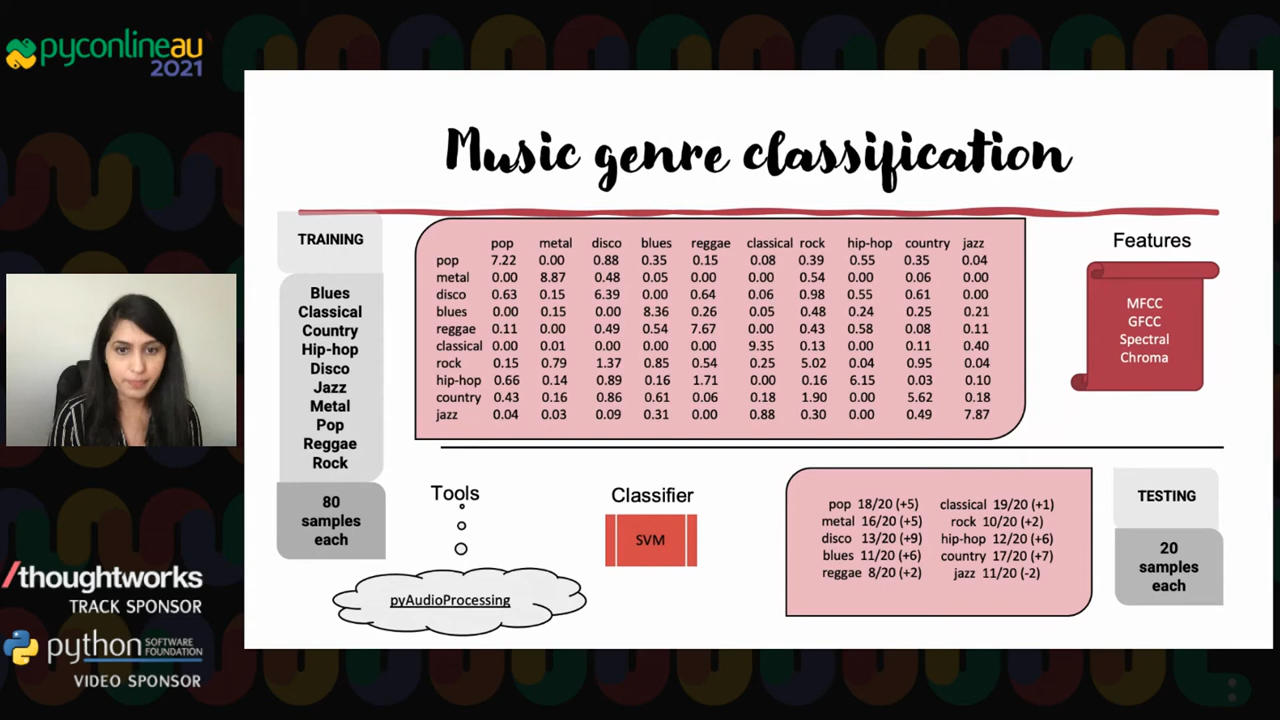 pyconlineau
2021
Music genre classification
TRAINING
Blues
Classical
Country
Hip-hop
Disco
Jazz
Metal
Pop
Reggae
Rock
80
samples
each
pop metal disco blues reggae classical rock hip-hop country jazz
pop 7.22 0.00 0.88 0.35 0.15 0.08 0.39 0.55 0.35 0.04
metal 0.00 8.87 0.48 0.05 0.00 0.00 0.54 0.00 0.06 0.00
disco 0.63 0.15 6.39 0.00 0.64 0.06 0.98 0.55 0.61 0.00
blues 0.00 0.15 0.00 8.36 0.26 0.05 0.48 0.24 0.25 0.21
reggae 0.11 0.00 0.49 0.54 7.67 0.00 0.43 0.58 0.08 0.11
classical 0.00 0.01 0.00 0.00 0.00 9.35 0.13 0.00 0.11 0.40
rock 0.15 0.79 1.37 0.85 0.54 0.25 5.02 0.04 0.95 0.04
hip-hop 0.66 0.14 0.89 0.16 1.71 0.00 0.16 6.15 0.03 0.10
country 0.43 0.16 0.86 0.61 0.06 0.18 1.90 0.00 5.62 0.18
jazz 0.04 0.03 0.09 0.31 0.00 0.88 0.30 0.00 0.49 7.87
Features
MFCC
GFCC
Spectral
Chroma
Tools
pyAudioProcessing
Classifier
SVM
pop 18/20 (+5) classical 19/20 (+1)
metal 16/20 (+5) rock 10/20 (+2)
disco 13/20 (+9) hip-hop 12/20 (+6)
blues 11/20 (+6) country 17/20 (+7)
reggae 8/20 (+2) jazz 11/20 (-2)
TESTING
20
samples
each
/thoughtworks
TRACK SPONSOR
python SOFTWARE FOUNDATION
VIDEO SPONSOR